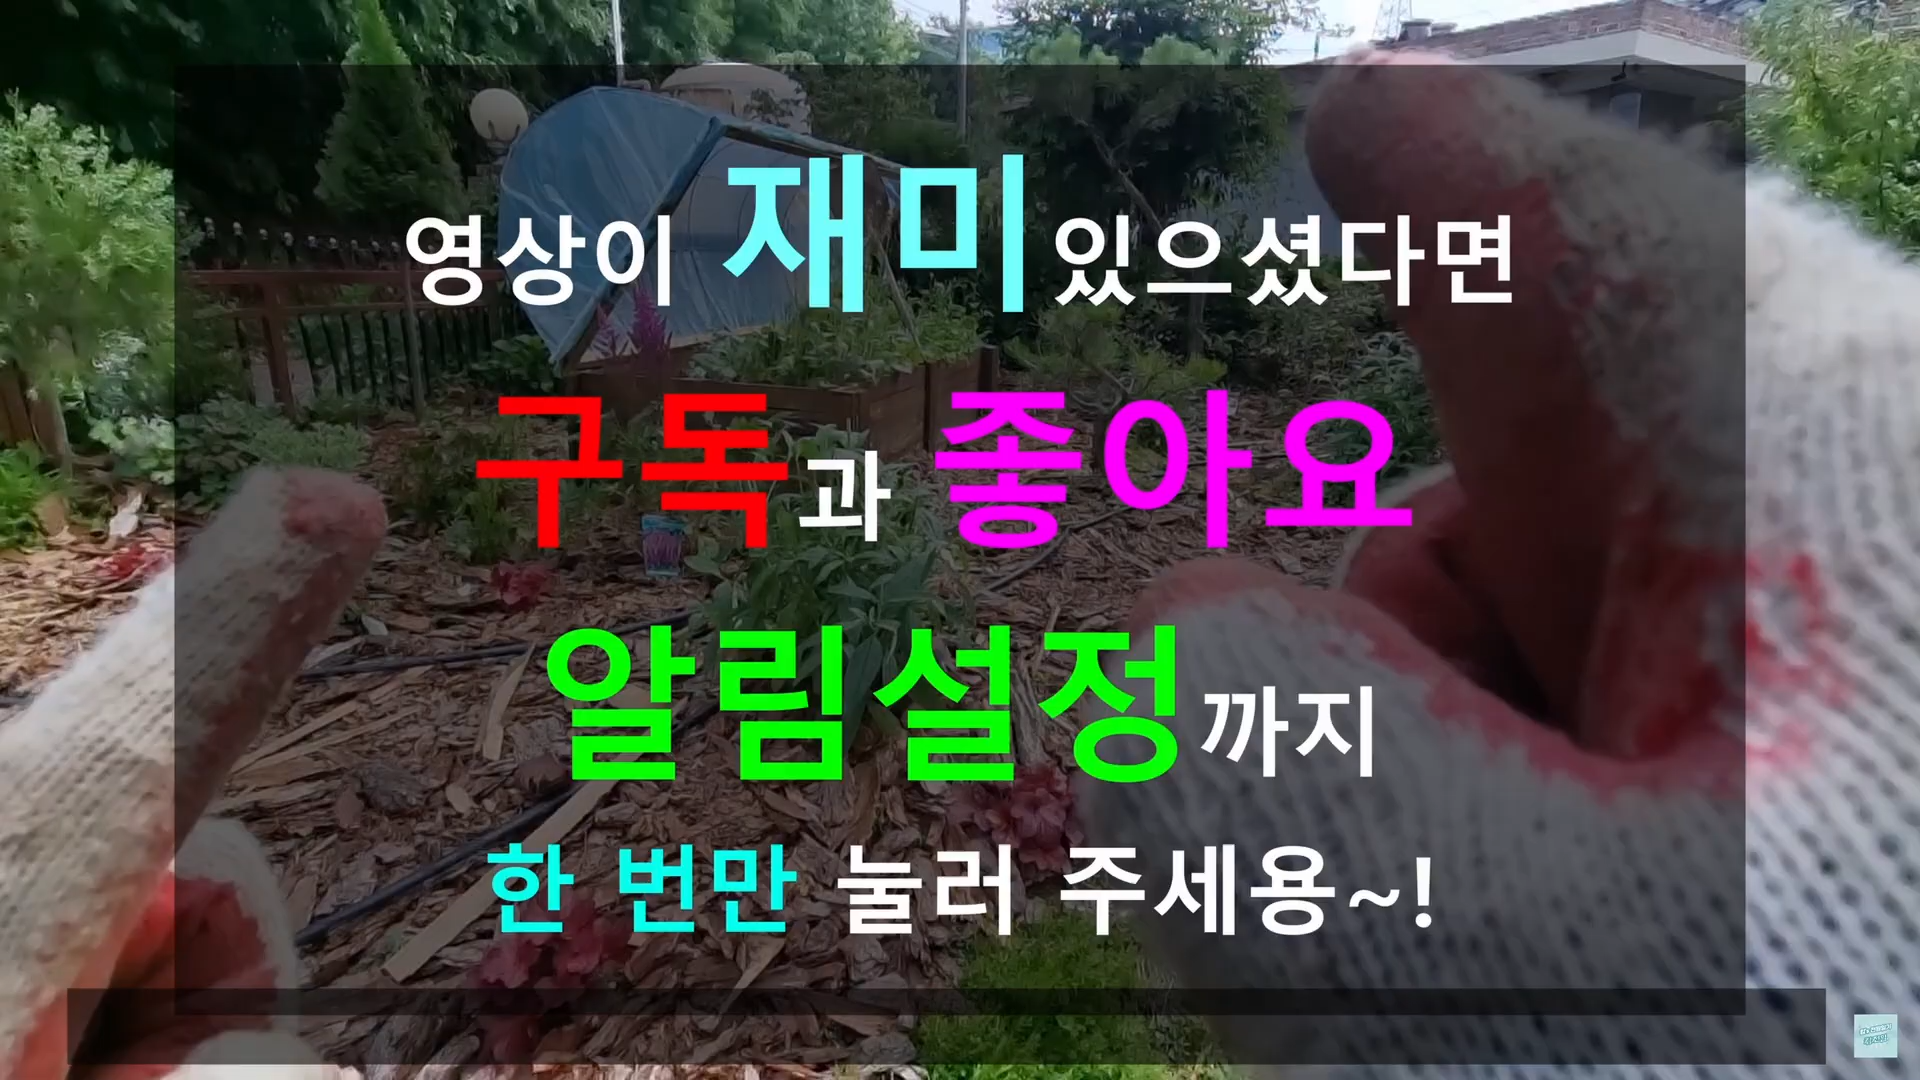 영상이 재미있으셨다면
구독과 좋아요
알림설정까지
한 번만 눌러 주세용~!